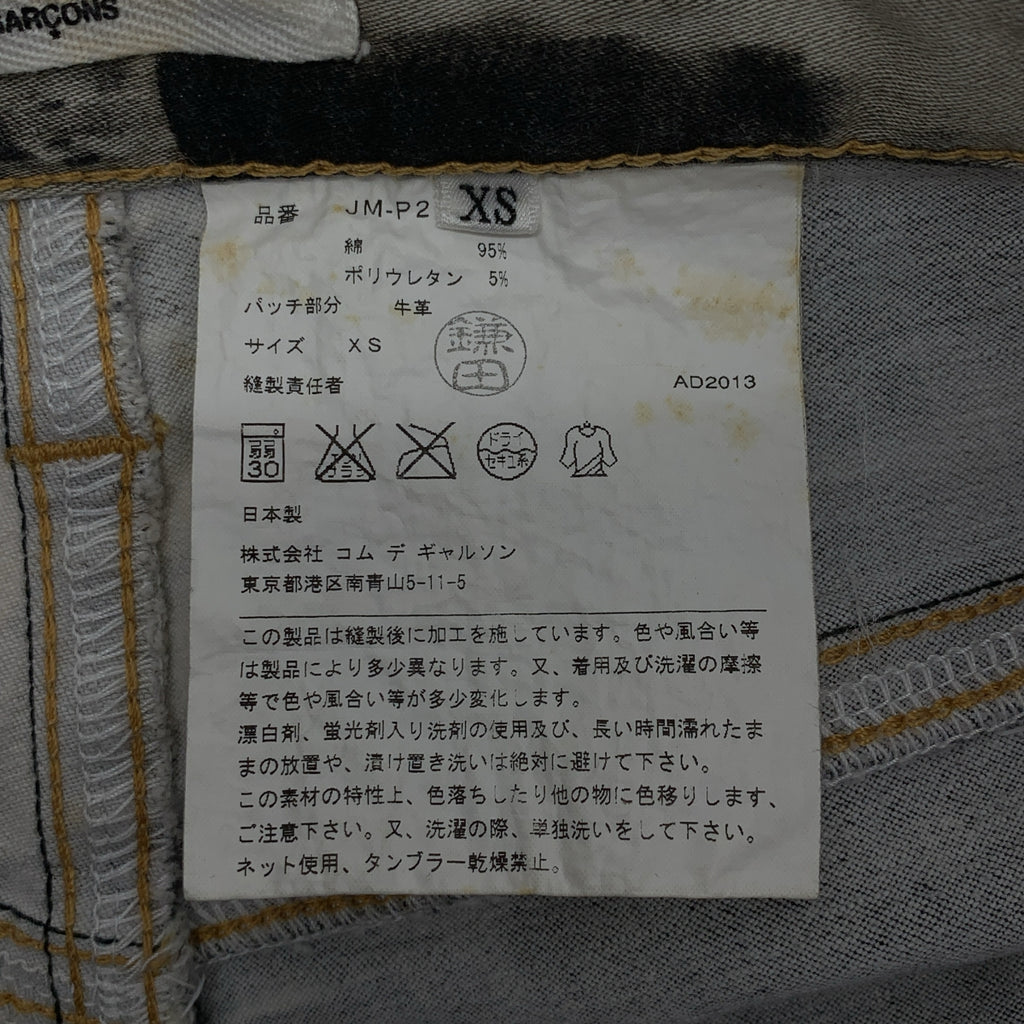 GARÇONS
品番 JM-P2 XS
綿 95%
ポリウレタン 5%
パッチ部分 牛革
サイズ XS
鎌田
縫製責任者 AD2013
弱 30 エンソ サラシ ドライ セキユ系
日本製
株式会社 コム デ ギャルソン
東京都港区南青山5-11-5
この製品は縫製後に加工を施しています。色や風合い等
は製品により多少異なります。又、着用及び洗濯の摩擦
等で色や風合い等が多少変化します。
漂白剤、蛍光剤入り洗剤の使用及び、長い時間濡れたま
まの放置や、漬け置き洗いは絶対に避けて下さい。
この素材の特性上、色落ちしたり他の物に色移りします、
ご注意下さい。又、洗濯の際、単独洗いをして下さい。
ネット使用、タンブラー乾燥禁止。